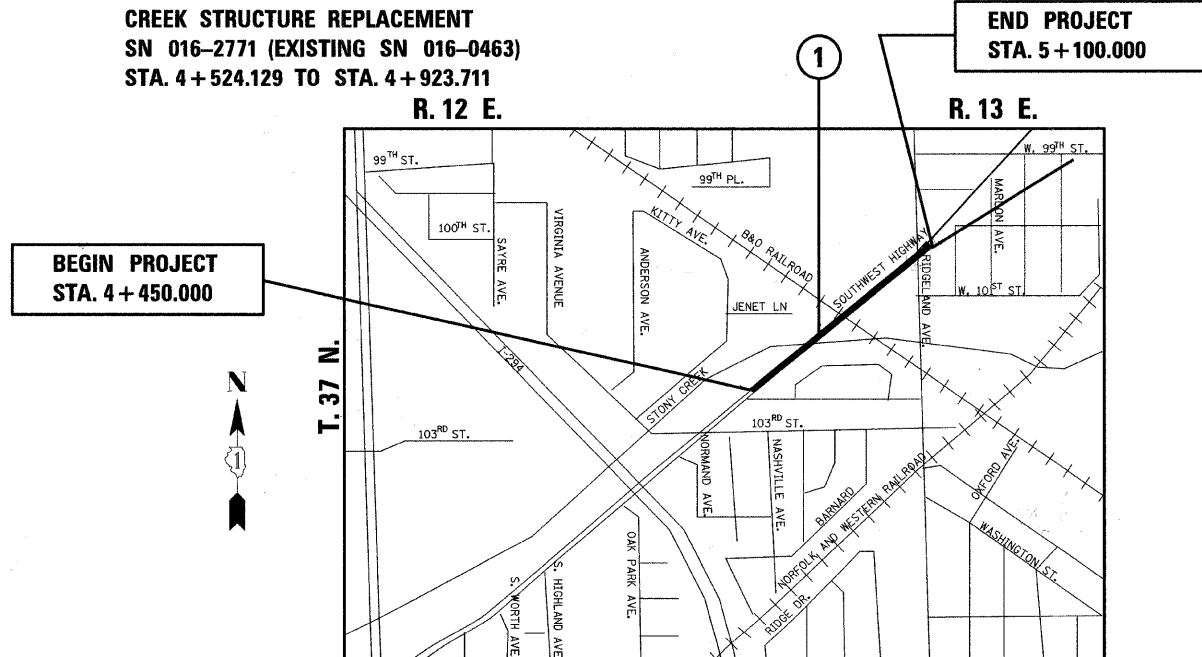 CREEK STRUCTURE REPLACEMENT
SN 016-2771 (EXISTING SN 016-0463)
STA. 4+524.129 TO STA. 4+923.711
1
END PROJECT
STA. 5+100.000
R. 12 E.
R. 13 E.
99TH ST.
W. 99TH ST.
99TH PL.
MARLON AVE.
100TH ST.
SAYRE AVE.
VIRGINIA AVENUE
KITTY AVE.
B&O RAILROAD
SOUTHWEST HIGHWAY
ANDERSON AVE.
RIDGELAND AVE.
BEGIN PROJECT
STA. 4+450.000
W. 101ST ST.
JENET LN
I-294
T. 37 N.
N
1
STONY CREEK
103RD ST.
103RD ST.
NORMAND AVE.
NASHVILLE AVE.
BARNARD
NORFOLK AND WESTERN RAILROAD
OXFORD AVE.
WASHINGTON ST.
OAK PARK AVE.
S. HIGHLAND AVE.
S. WORTH AVE.
RIDGE DR.